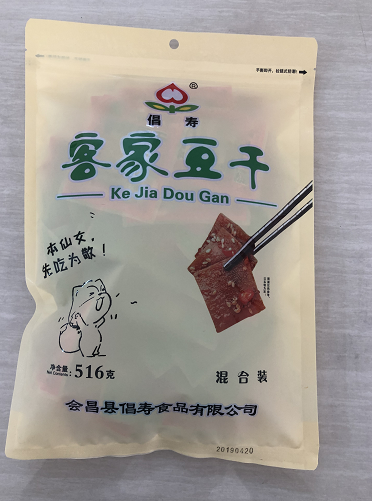 ®
倡寿
客家豆干
Ke Jia Dou Gan
本仙女，
先吃为敬！
净含量:
Net Contents:
516克
混合装
会昌县倡寿食品有限公司
20190420